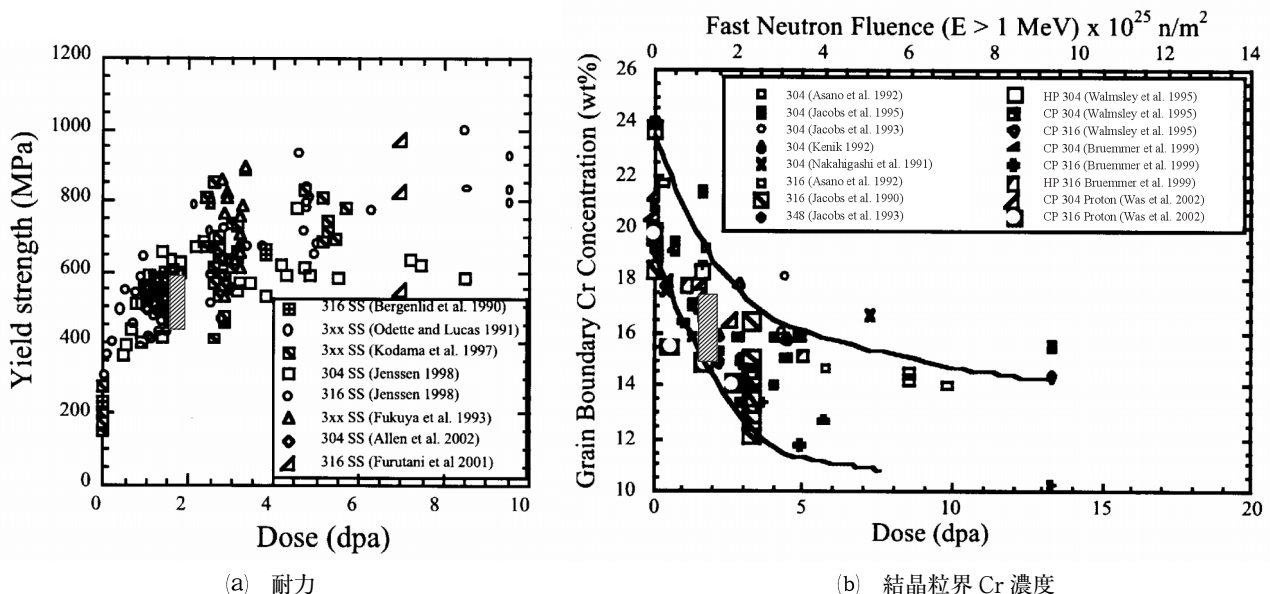 1200
1000
800
600
400
200
0
Yield strength (MPa)
0
2
4
6
8
10
Dose (dpa)
316 SS (Bergenlid et al. 1990)
3xx SS (Odette and Lucas 1991)
3xx SS (Kodama et al. 1997)
304 SS (Jenssen 1998)
316 SS (Jenssen 1998)
3xx SS (Fukuya et al. 1993)
304 SS (Allen et al. 2002)
316 SS (Furutani et al 2001)
(a) 耐力
Fast Neutron Fluence (E > 1 MeV) x 10²⁵ n/m²
0 2 4 6 8 10 12 14
26
24
22
20
18
16
14
12
10
Grain Boundary Cr Concentration (wt%)
304 (Asano et al. 1992)
304 (Jacobs et al. 1995)
304 (Jacobs et al. 1993)
304 (Kenik 1992)
304 (Nakahigashi et al. 1991)
316 (Asano et al. 1992)
316 (Jacobs et al. 1990)
348 (Jacobs et al. 1993)
HP 304 (Walmsley et al. 1995)
CP 304 (Walmsley et al. 1995)
CP 316 (Walmsley et al. 1995)
CP 304 (Bruemmer et al. 1999)
CP 316 (Bruemmer et al. 1999)
HP 316 Bruemmer et al. 1999)
CP 304 Proton (Was et al. 2002)
CP 316 Proton (Was et al. 2002)
0 5 10 15 20
Dose (dpa)
(b) 結晶粒界 Cr 濃度